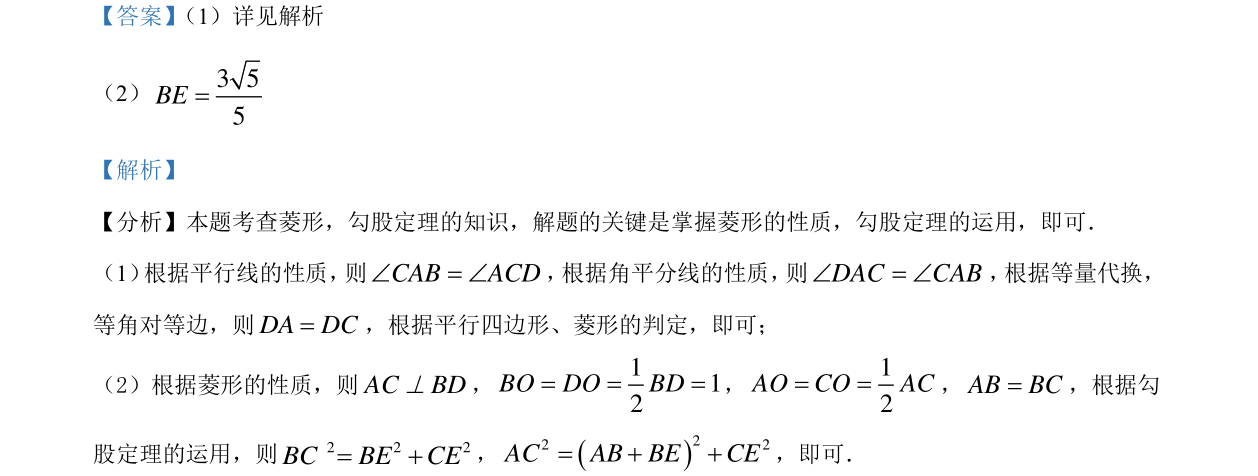 【答案】（1）详见解析
（2）BE = 3√5/5
【解析】
【分析】本题考查菱形，勾股定理的知识，解题的关键是掌握菱形的性质，勾股定理的运用，即可．
（1）根据平行线的性质，则∠CAB = ∠ACD，根据角平分线的性质，则∠DAC = ∠CAB，根据等量代换，
等角对等边，则DA = DC，根据平行四边形、菱形的判定，即可；
（2）根据菱形的性质，则AC ⊥ BD，BO = DO = 1/2 BD = 1，AO = CO = 1/2 AC，AB = BC，根据勾
股定理的运用，则BC ²= BE² + CE²，AC² = (AB + BE)² + CE²，即可．